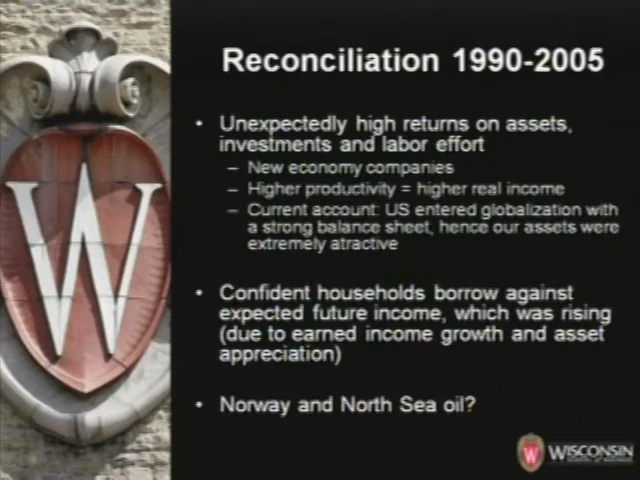 Reconciliation 1990-2005
• Unexpectedly high returns on assets,
investments and labor effort
– New economy companies
– Higher productivity = higher real income
– Current account: US entered globalization with
a strong balance sheet, hence our assets were
extremely atractive
• Confident households borrow against
expected future income, which was rising
(due to earned income growth and asset
appreciation)
• Norway and North Sea oil?
W
W
WISCONSIN